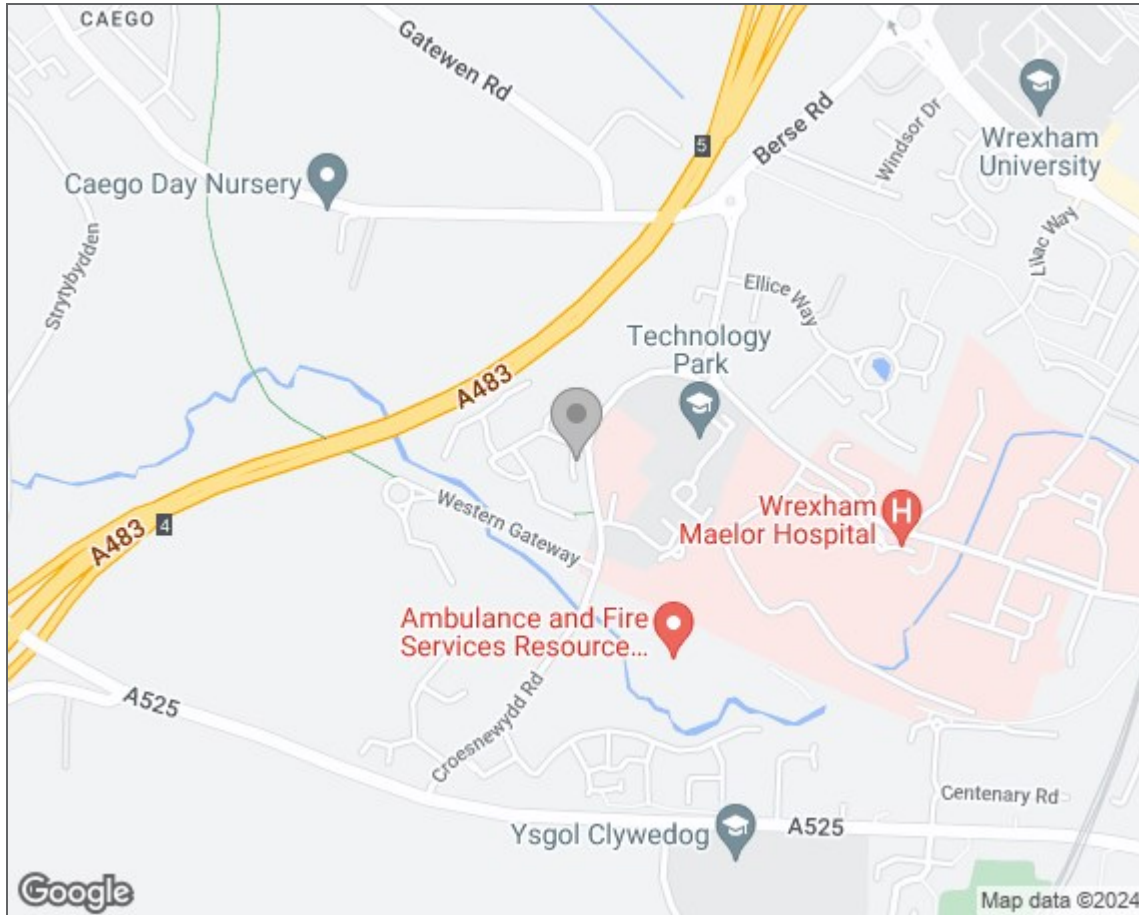 CAEGO
Gatewen Rd
5
Berse Rd
Windsor Dr
Wrexham
University
Caego Day Nursery
Strytybydden
Lilac Way
Ellice Way
Technology
Park
A483
Western Gateway
Wrexham
Maelor Hospital
H
A483
4
Ambulance and Fire
Services Resource...
A525
Croesnewydd Rd
Centenary Rd
Ysgol Clywedog
A525
Google
Map data ©2024